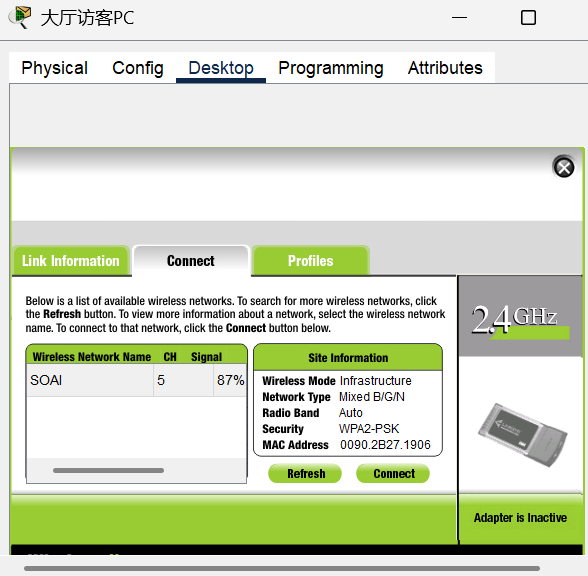 大厅访客PC
Physical Config Desktop Programming Attributes
Link Information Connect Profiles
Below is a list of available wireless networks. To search for more wireless networks, click
the Refresh button. To view more information about a network, select the wireless network
name. To connect to that network, click the Connect button below.
2.4GHz
Wireless Network Name CH Signal
SOAI 5 87%
Site Information
Wireless Mode Infrastructure
Network Type Mixed B/G/N
Radio Band Auto
Security WPA2-PSK
MAC Address 0090.2B27.1906
Refresh Connect
Adapter is Inactive